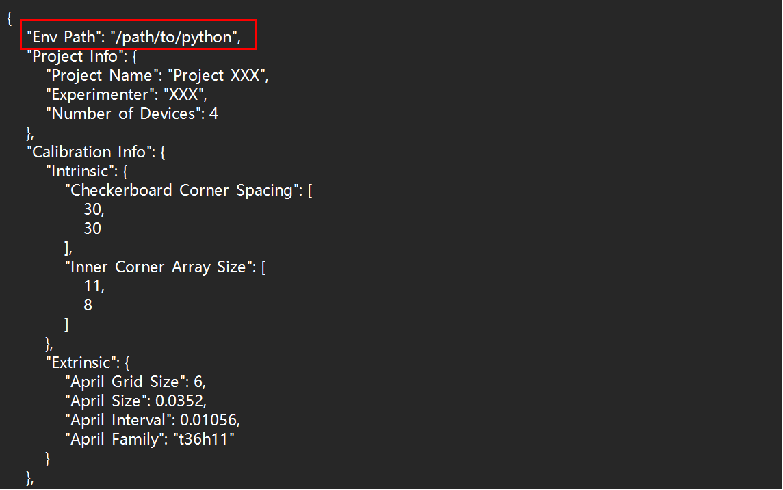 {
"Env Path": "/path/to/python",
"Project Info": {
"Project Name": "Project XXX",
"Experimenter": "XXX",
"Number of Devices": 4
},
"Calibration Info": {
"Intrinsic": {
"Checkerboard Corner Spacing": [
30,
30
],
"Inner Corner Array Size": [
11,
8
]
},
"Extrinsic": {
"April Grid Size": 6,
"April Size": 0.0352,
"April Interval": 0.01056,
"April Family": "t36h11"
}
},